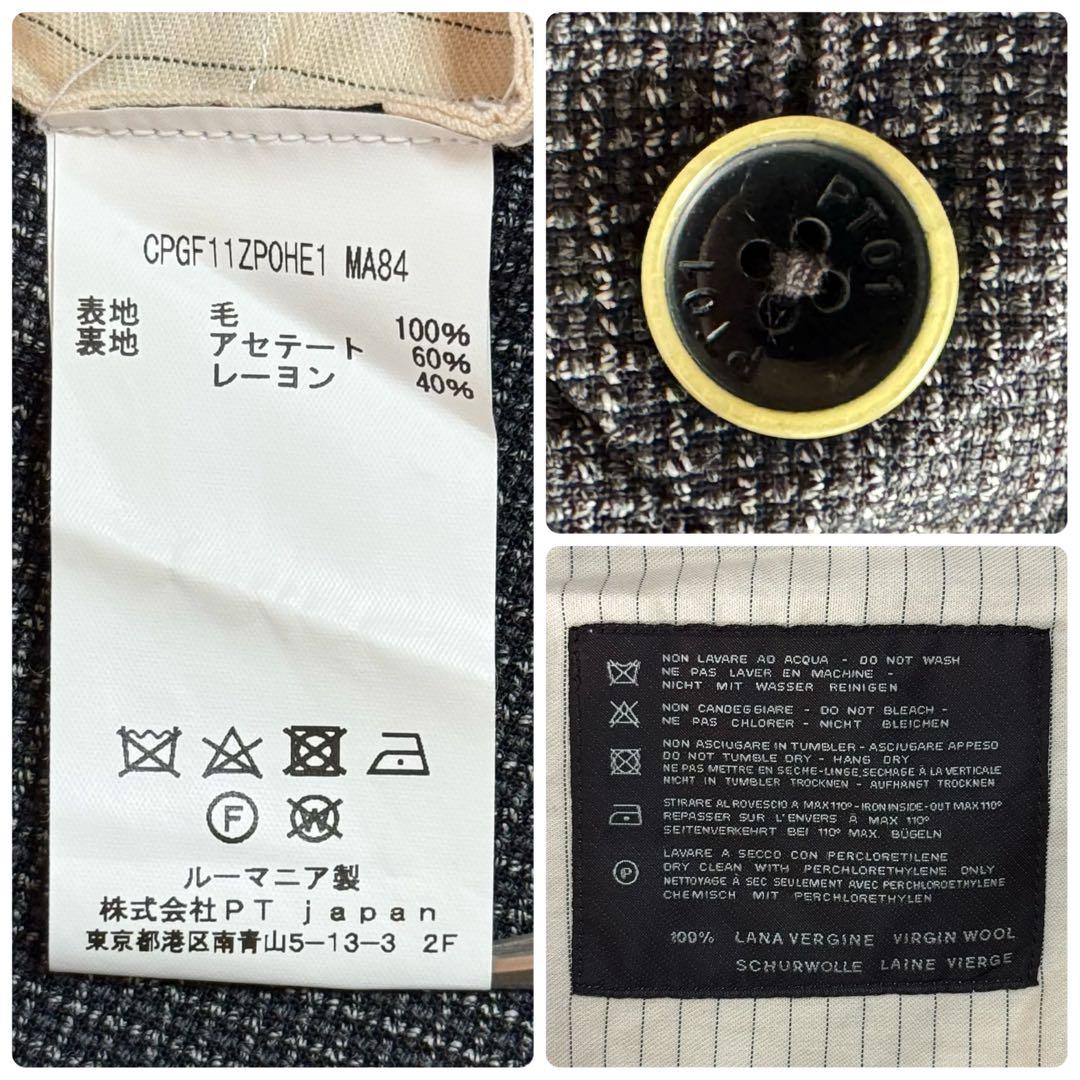 CPGF11ZP0HE1 MA84
表地 毛 100%
裏地 アセテート 60%
レーヨン 40%
F
W
ルーマニア製
株式会社PT japan
東京都港区南青山5-13-3 2F
PT01
PT01
NON LAVARE AD ACQUA - DO NOT WASH
NE PAS LAVER EN MACHINE -
NICHT MIT WASSER REINIGEN
NON CANDEGGIARE - DO NOT BLEACH -
NE PAS CHLORER - NICHT BLEICHEN
NON ASCIUGARE IN TUMBLER - ASCIUGARE APPESO
DO NOT TUMBLE DRY - HANG DRY
NE PAS METTRE EN SECHE-LINGE, SECHAGE À LA VERTICALE
NICHT IN TUMBLER TROCKNEN - AUFHANGT TROCKNEN
STIRARE AL ROVESCIO A MAX 110° - IRON INSIDE-OUT MAX 110°
REPASSER SUR L'ENVERS À MAX 110°
SEITENVERKEHRT BEI 110° MAX. BÜGELN
P
LAVARE A SECCO CON PERCLORETILENE
DRY CLEAN WITH PERCHLORETHYLENE ONLY
NETTOYAGE À SEC SEULEMENT AVEC PERCHLOROETHYLENE
CHEMISCH MIT PERCHLORETHYLEN
100% LANA VERGINE VIRGIN WOOL
SCHURWOLLE LAINE VIERGE